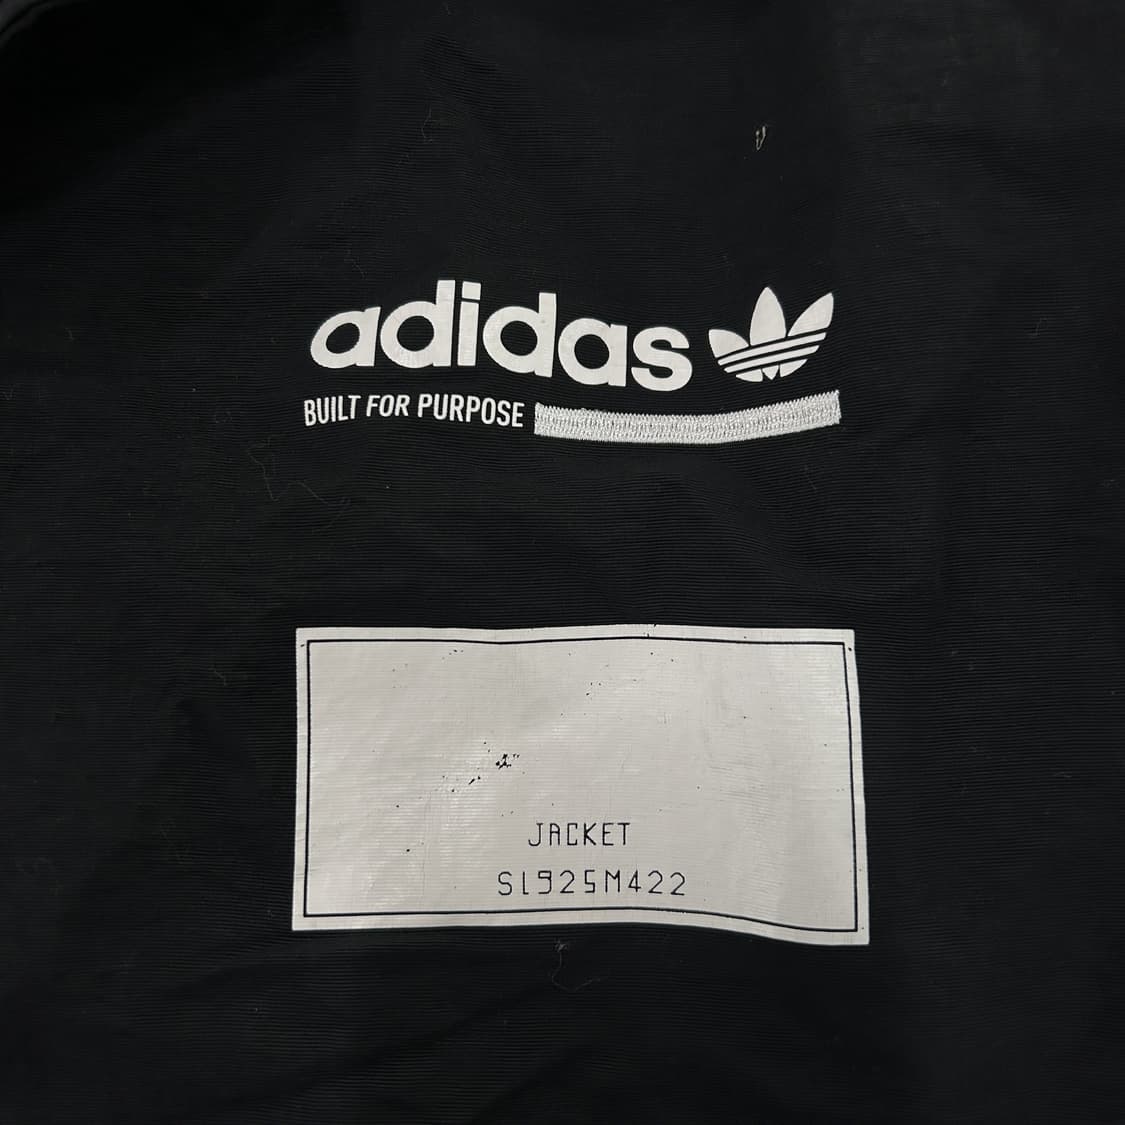 adidas
BUILT FOR PURPOSE
JACKET
SL925M422